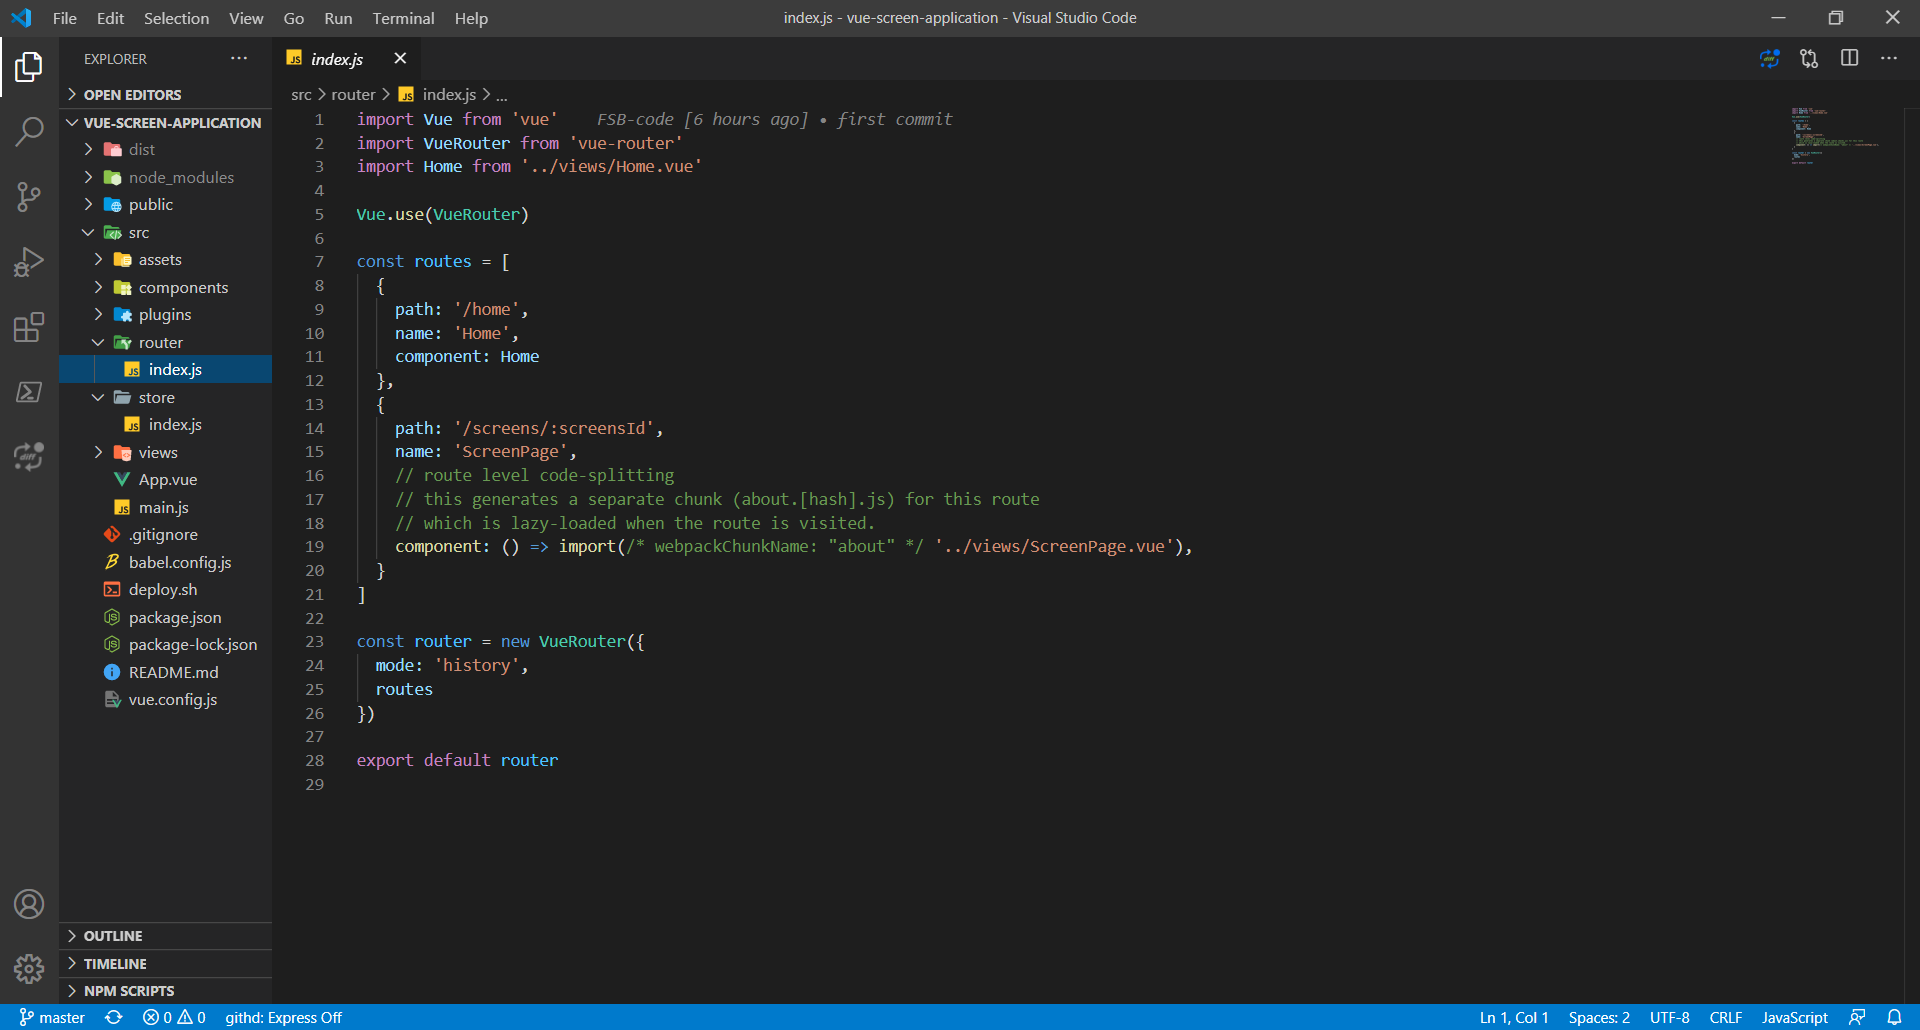 File Edit Selection View Go Run Terminal Help
index.js - vue-screen-application - Visual Studio Code
EXPLORER
OPEN EDITORS
VUE-SCREEN-APPLICATION
dist
node_modules
public
src
assets
components
plugins
router
index.js
store
index.js
views
App.vue
main.js
.gitignore
babel.config.js
deploy.sh
package.json
package-lock.json
README.md
vue.config.js
OUTLINE
TIMELINE
NPM SCRIPTS
JS index.js
src > router > JS index.js > ...
1 import Vue from 'vue' FSB-code [6 hours ago] • first commit
2 import VueRouter from 'vue-router'
3 import Home from '../views/Home.vue'
4
5 Vue.use(VueRouter)
6
7 const routes = [
8 {
9 path: '/home',
10 name: 'Home',
11 component: Home
12 },
13 {
14 path: '/screens/:screensId',
15 name: 'ScreenPage',
16 // route level code-splitting
17 // this generates a separate chunk (about.[hash].js) for this route
18 // which is lazy-loaded when the route is visited.
19 component: () => import(/* webpackChunkName: "about" */ '../views/ScreenPage.vue'),
20 }
21 ]
22
23 const router = new VueRouter({
24 mode: 'history',
25 routes
26 })
27
28 export default router
29
master 0 0 githd: Express Off
Ln 1, Col 1 Spaces: 2 UTF-8 CRLF JavaScript